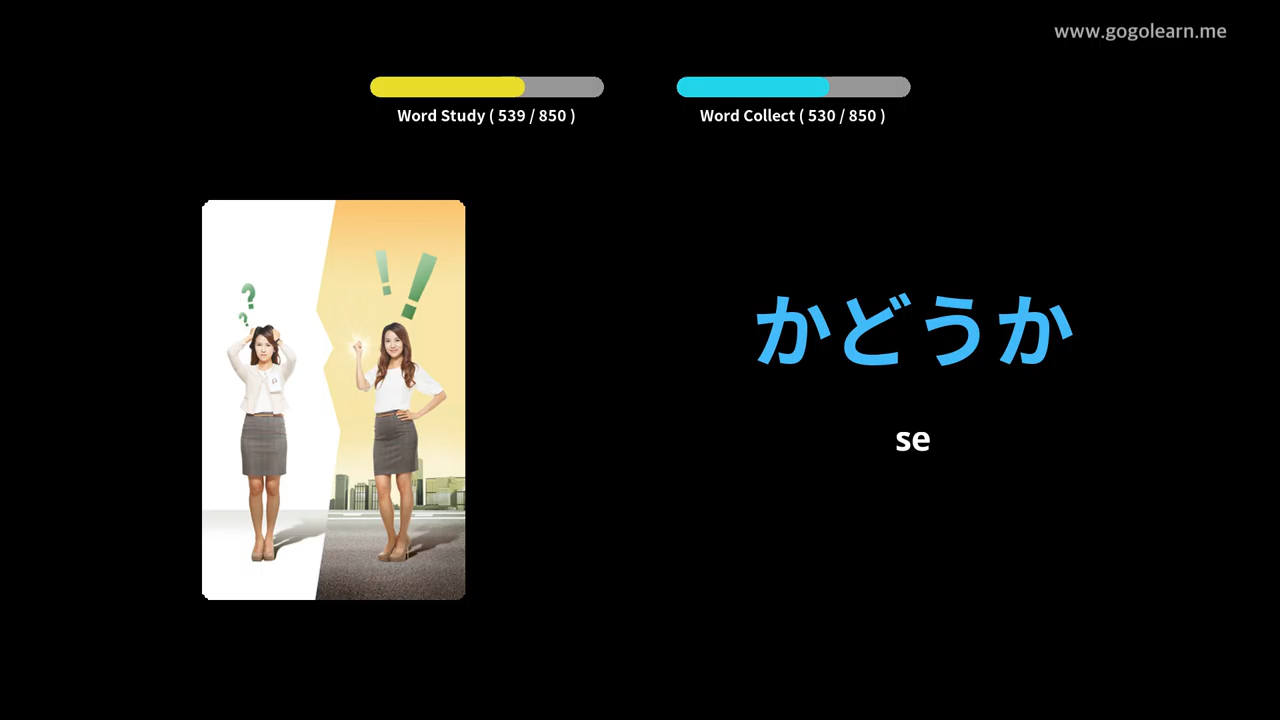 www.gogolearn.me
Word Study ( 539 / 850 )
Word Collect ( 530 / 850 )
? ?
! !
かどうか
se